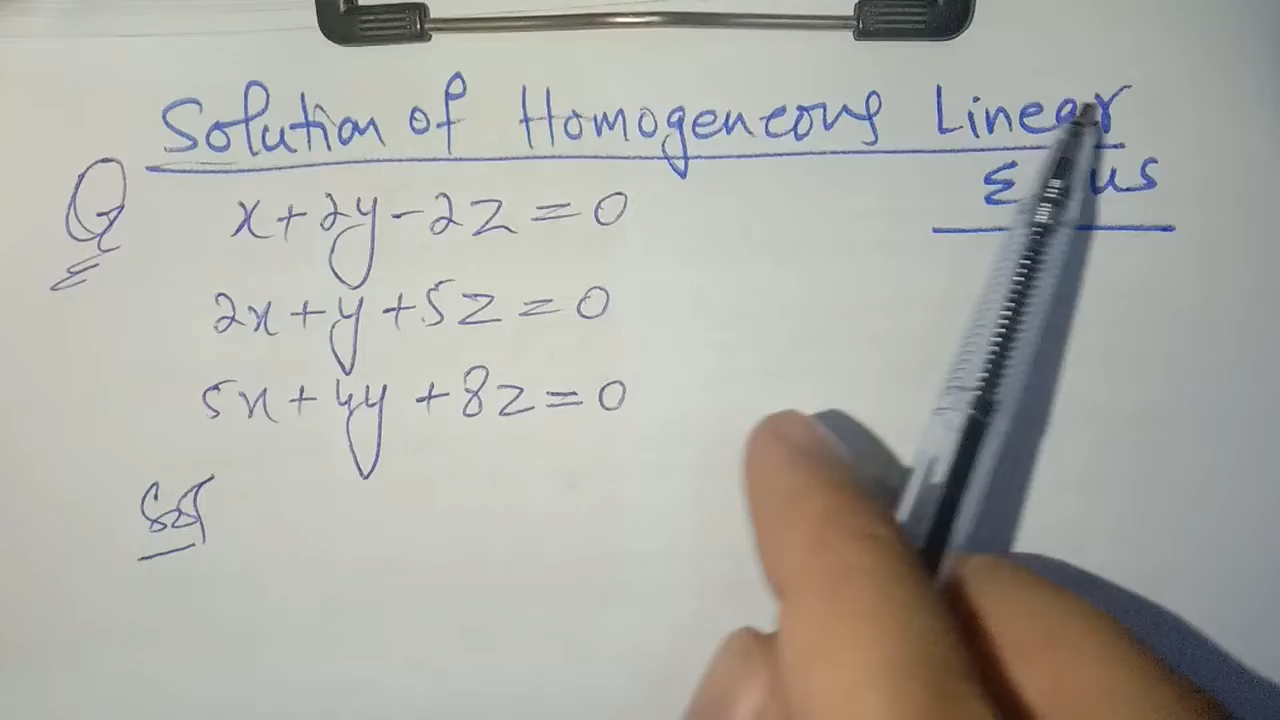 Solution of Homogeneous Linear
Q x+2y-2z=0
2x+y+5z=0
5x+4y+8z=0
Sol